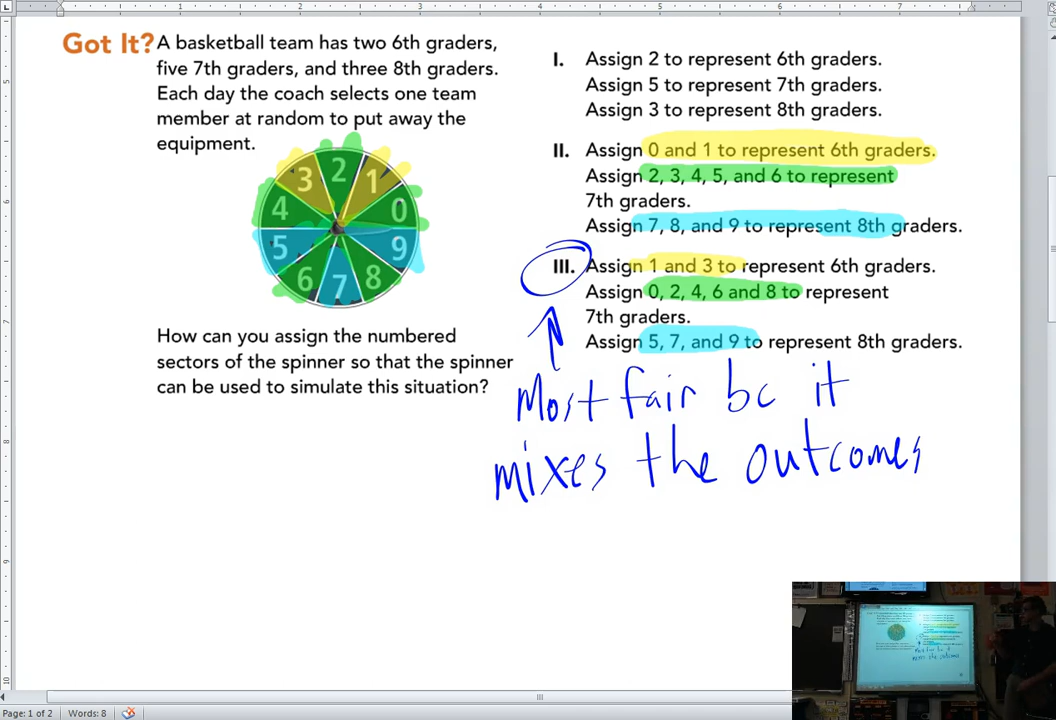 Got It? A basketball team has two 6th graders,
five 7th graders, and three 8th graders.
Each day the coach selects one team
member at random to put away the
equipment.
3 2 1
4 0
5 9
6 7 8
How can you assign the numbered
sectors of the spinner so that the spinner
can be used to simulate this situation?
I. Assign 2 to represent 6th graders.
Assign 5 to represent 7th graders.
Assign 3 to represent 8th graders.
II. Assign 0 and 1 to represent 6th graders.
Assign 2, 3, 4, 5, and 6 to represent
7th graders.
Assign 7, 8, and 9 to represent 8th graders.
III. Assign 1 and 3 to represent 6th graders.
Assign 0, 2, 4, 6 and 8 to represent
7th graders.
Assign 5, 7, and 9 to represent 8th graders.
Most fair bc it
mixes the outcomes
Page: 1 of 2 Words: 8